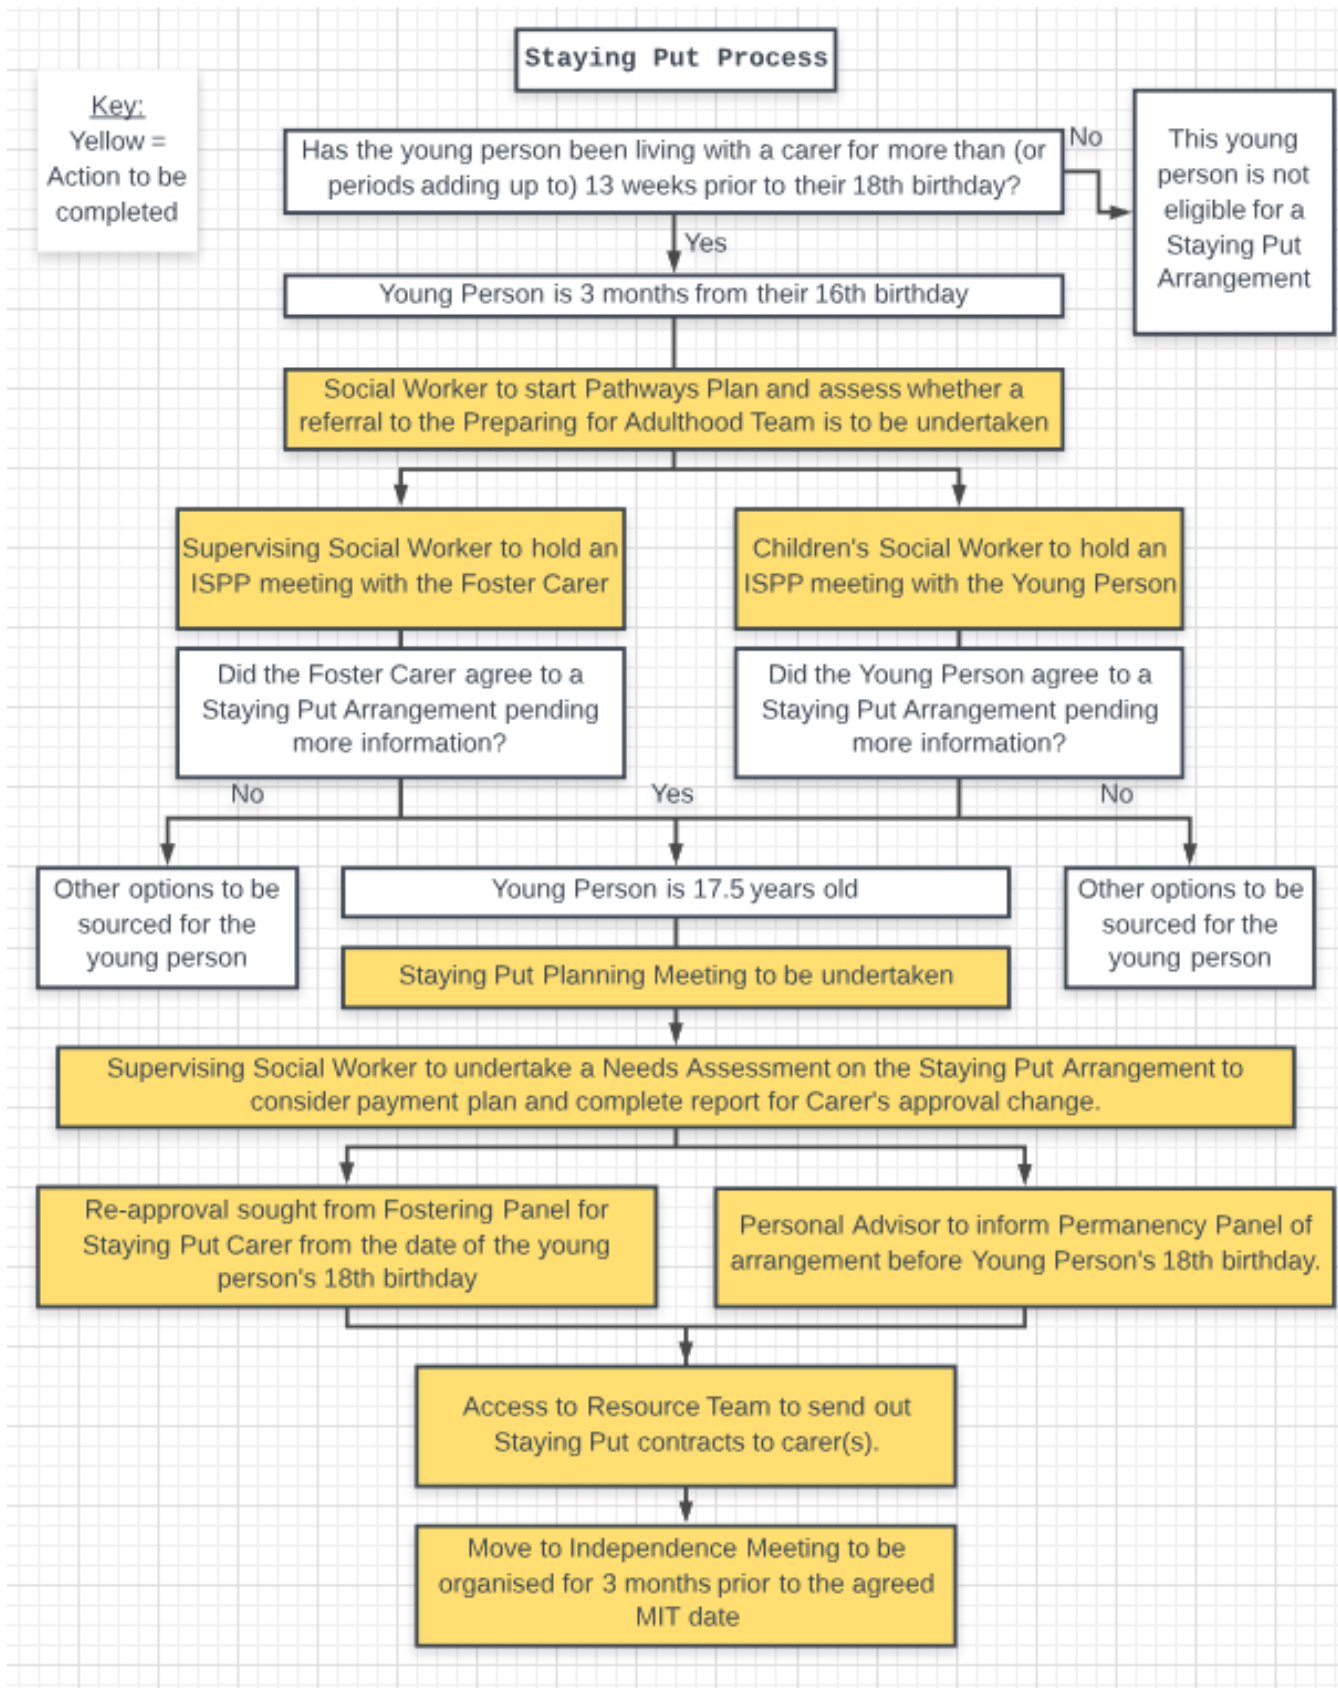 Staying Put Process
Key:
Yellow =
Action to be
completed
Has the young person been living with a carer for more than (or
periods adding up to) 13 weeks prior to their 18th birthday?
No
This young
person is not
eligible for a
Staying Put
Arrangement
Yes
Young Person is 3 months from their 16th birthday
Social Worker to start Pathways Plan and assess whether a
referral to the Preparing for Adulthood Team is to be undertaken
Supervising Social Worker to hold an
ISPP meeting with the Foster Carer
Children's Social Worker to hold an
ISPP meeting with the Young Person
Did the Foster Carer agree to a
Staying Put Arrangement pending
more information?
Did the Young Person agree to a
Staying Put Arrangement pending
more information?
No
Yes
No
Other options to be
sourced for the
young person
Young Person is 17.5 years old
Other options to be
sourced for the
young person
Staying Put Planning Meeting to be undertaken
Supervising Social Worker to undertake a Needs Assessment on the Staying Put Arrangement to
consider payment plan and complete report for Carer's approval change.
Re-approval sought from Fostering Panel for
Staying Put Carer from the date of the young
person's 18th birthday
Personal Advisor to inform Permanency Panel of
arrangement before Young Person's 18th birthday.
Access to Resource Team to send out
Staying Put contracts to carer(s).
Move to Independence Meeting to be
organised for 3 months prior to the agreed
MIT date